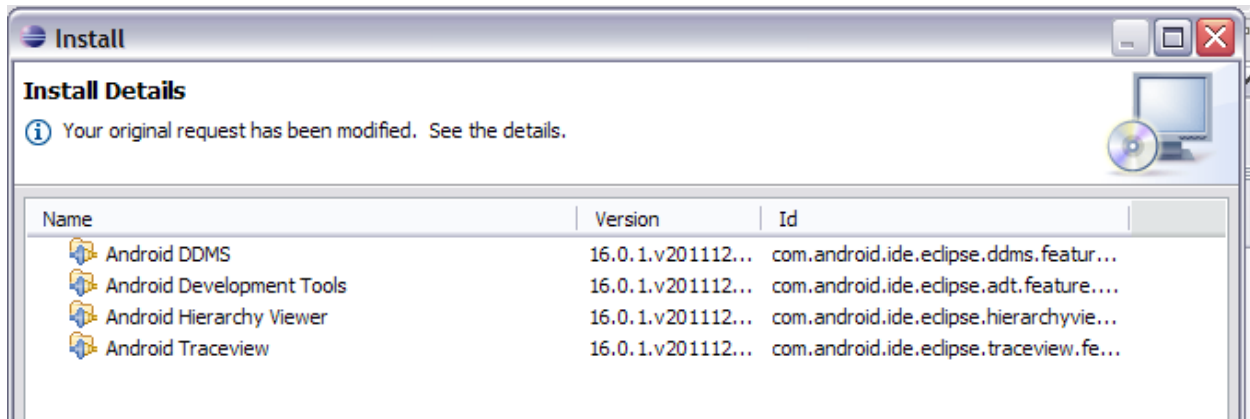 Install
Install Details
Your original request has been modified. See the details.
Name Version Id
Android DDMS 16.0.1.v201112... com.android.ide.eclipse.ddms.featur...
Android Development Tools 16.0.1.v201112... com.android.ide.eclipse.adt.feature....
Android Hierarchy Viewer 16.0.1.v201112... com.android.ide.eclipse.hierarchyvie...
Android Traceview 16.0.1.v201112... com.android.ide.eclipse.traceview.fe...